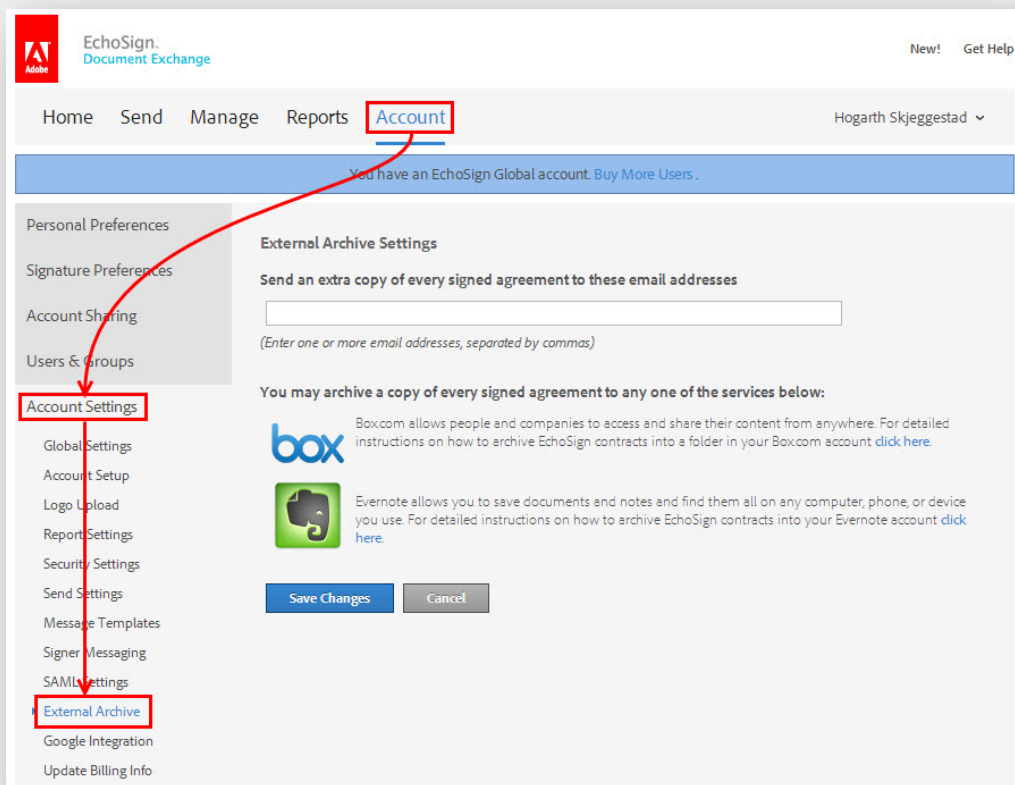 Adobe
EchoSign.
Document Exchange
New! Get Help
Home Send Manage Reports Account
Hogarth Skjeggestad
You have an EchoSign Global account. Buy More Users .
Personal Preferences
Signature Preferences
Account Sharing
Users & Groups
Account Settings
Global Settings
Account Setup
Logo Upload
Report Settings
Security Settings
Send Settings
Message Templates
Signer Messaging
SAML Settings
External Archive
Google Integration
Update Billing Info
External Archive Settings
Send an extra copy of every signed agreement to these email addresses
(Enter one or more email addresses, separated by commas)
You may archive a copy of every signed agreement to any one of the services below:
box
Box.com allows people and companies to access and share their content from anywhere. For detailed
instructions on how to archive EchoSign contracts into a folder in your Box.com account click here.
Evernote allows you to save documents and notes and find them all on any computer, phone, or device
you use. For detailed instructions on how to archive EchoSign contracts into your Evernote account click
here.
Save Changes Cancel